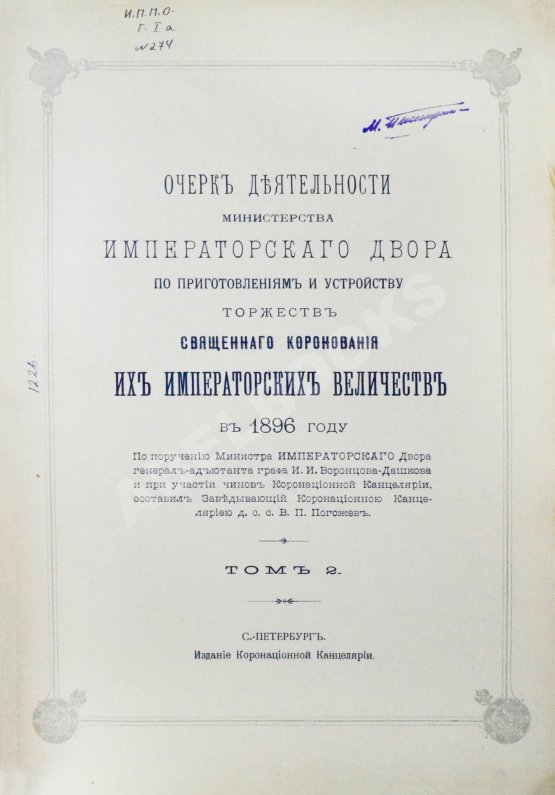 И.П.П.О.
Г. I а.
№ 274
ОЧЕРКЪ ДѢЯТЕЛЬНОСТИ
МИНИСТЕРСТВА
ИМПЕРАТОРСКАГО ДВОРА
ПО ПРИГОТОВЛЕНІЯМЪ И УСТРОЙСТВУ
ТОРЖЕСТВЪ
СВЯЩЕННАГО КОРОНОВАНІЯ
ИХЪ ИМПЕРАТОРСКИХЪ ВЕЛИЧЕСТВЪ
ВЪ 1896 ГОДУ
По порученію Министра ИМПЕРАТОРСКАГО Двора
генералъ-адъютанта графа И. И. Воронцова-Дашкова
и при участіи чиновъ Коронаціонной Канцеляріи,
составилъ Завѣдывающій Коронаціонною Канце-
ляріею д. с. с. В. П. Погожевъ.
ТОМЪ 2.
С.-ПЕТЕРБУРГЪ.
Изданіе Коронаціонной Канцеляріи.
1226